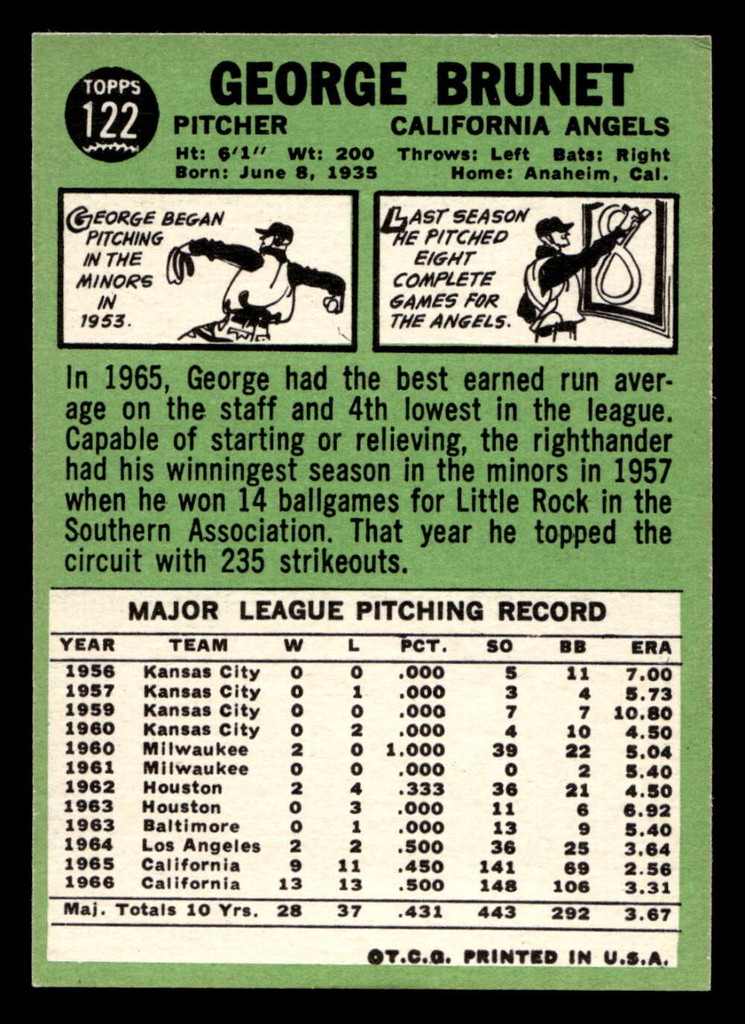 TOPPS
122
GEORGE BRUNET
PITCHER CALIFORNIA ANGELS
Ht: 6'1" Wt: 200 Throws: Left Bats: Right
Born: June 8, 1935 Home: Anaheim, Cal.
GEORGE BEGAN
PITCHING
IN THE
MINORS
IN
1953.
LAST SEASON
HE PITCHED
EIGHT
COMPLETE
GAMES FOR
THE ANGELS.
In 1965, George had the best earned run aver-
age on the staff and 4th lowest in the league.
Capable of starting or relieving, the righthander
had his winningest season in the minors in 1957
when he won 14 ballgames for Little Rock in the
Southern Association. That year he topped the
circuit with 235 strikeouts.
MAJOR LEAGUE PITCHING RECORD
YEAR TEAM W L PCT. SO BB ERA
1956 Kansas City 0 0 .000 5 11 7.00
1957 Kansas City 0 1 .000 3 4 5.73
1959 Kansas City 0 0 .000 7 7 10.80
1960 Kansas City 0 2 .000 4 10 4.50
1960 Milwaukee 2 0 1.000 39 22 5.04
1961 Milwaukee 0 0 .000 0 2 5.40
1962 Houston 2 4 .333 36 21 4.50
1963 Houston 0 3 .000 11 6 6.92
1963 Baltimore 0 1 .000 13 9 5.40
1964 Los Angeles 2 2 .500 36 25 3.64
1965 California 9 11 .450 141 69 2.56
1966 California 13 13 .500 148 106 3.31
Maj. Totals 10 Yrs. 28 37 .431 443 292 3.67
©T.C.G. PRINTED IN U.S.A.